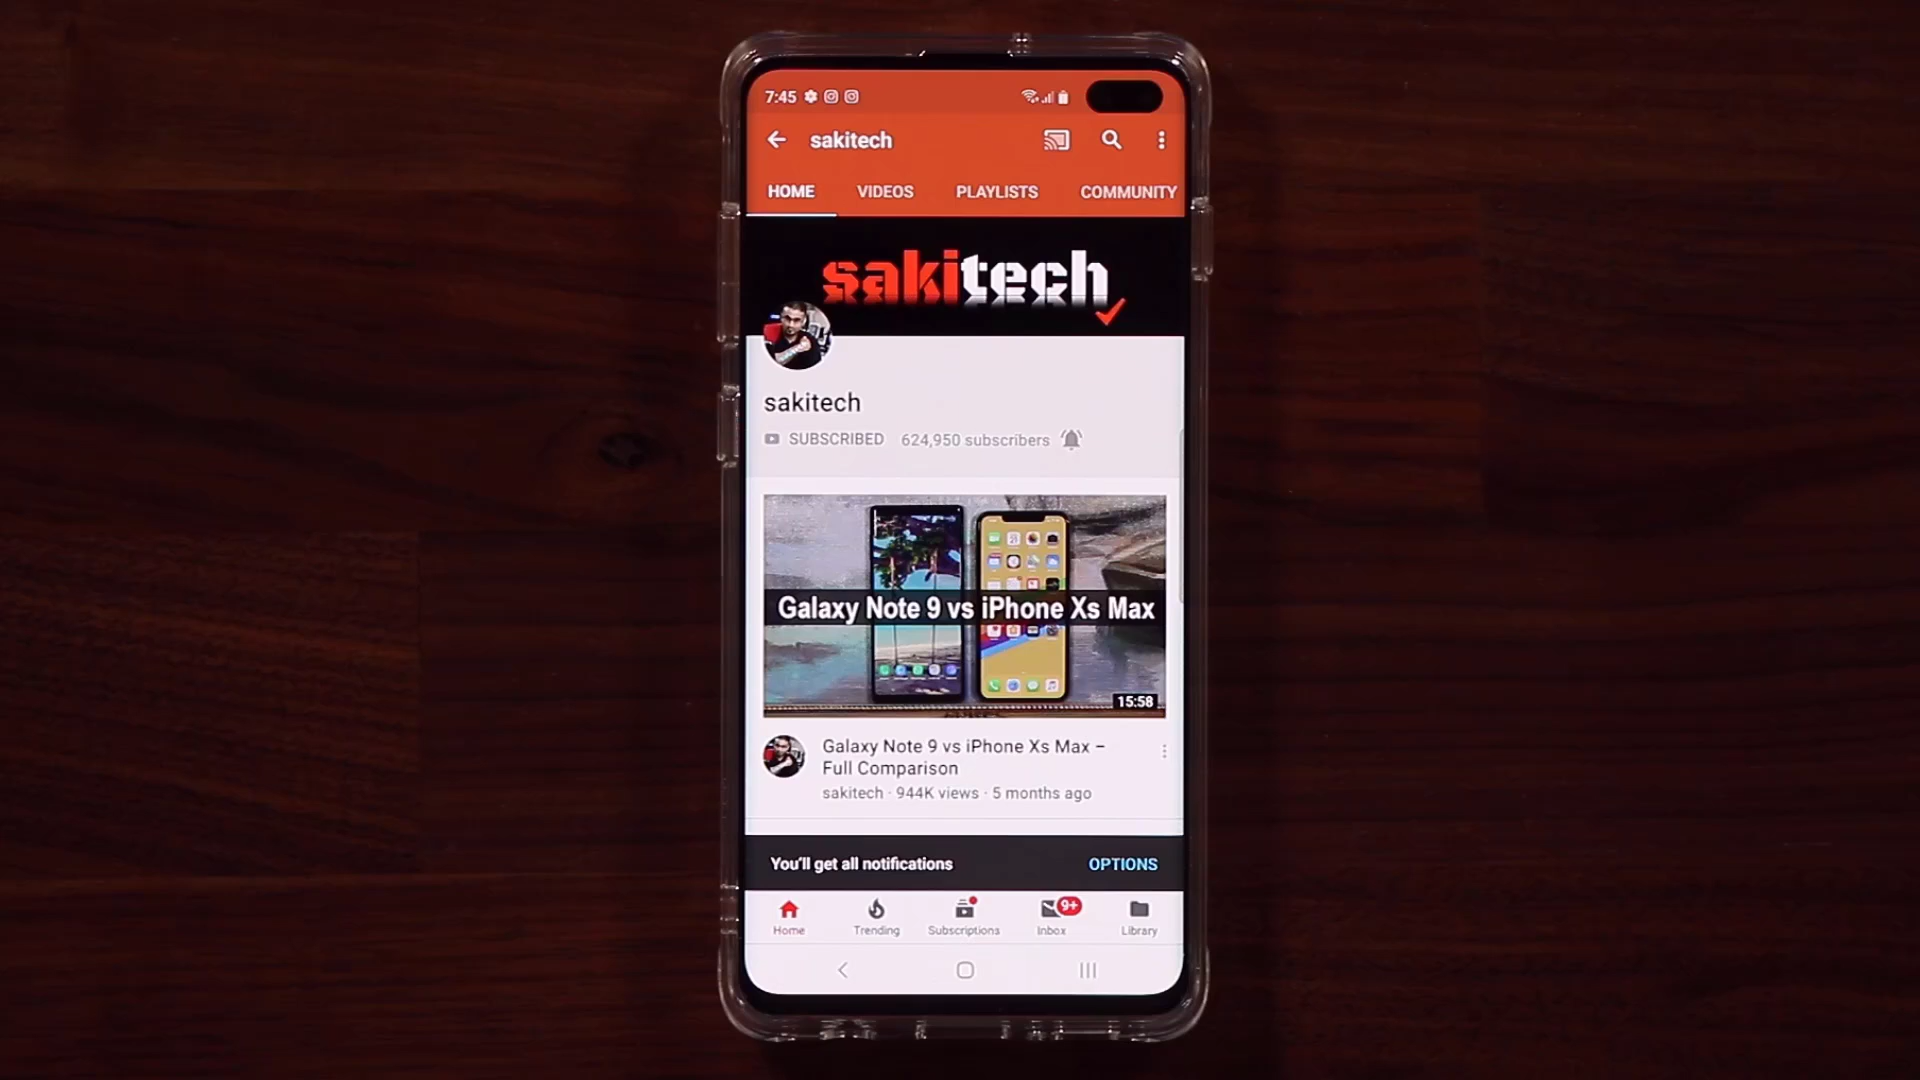 7:45
sakitech
HOME VIDEOS PLAYLISTS COMMUNITY
sakitech
sakitech
SUBSCRIBED 624,950 subscribers
Galaxy Note 9 vs iPhone Xs Max
15:58
Galaxy Note 9 vs iPhone Xs Max –
Full Comparison
sakitech · 944K views · 5 months ago
You'll get all notifications OPTIONS
9+
Home Trending Subscriptions Inbox Library